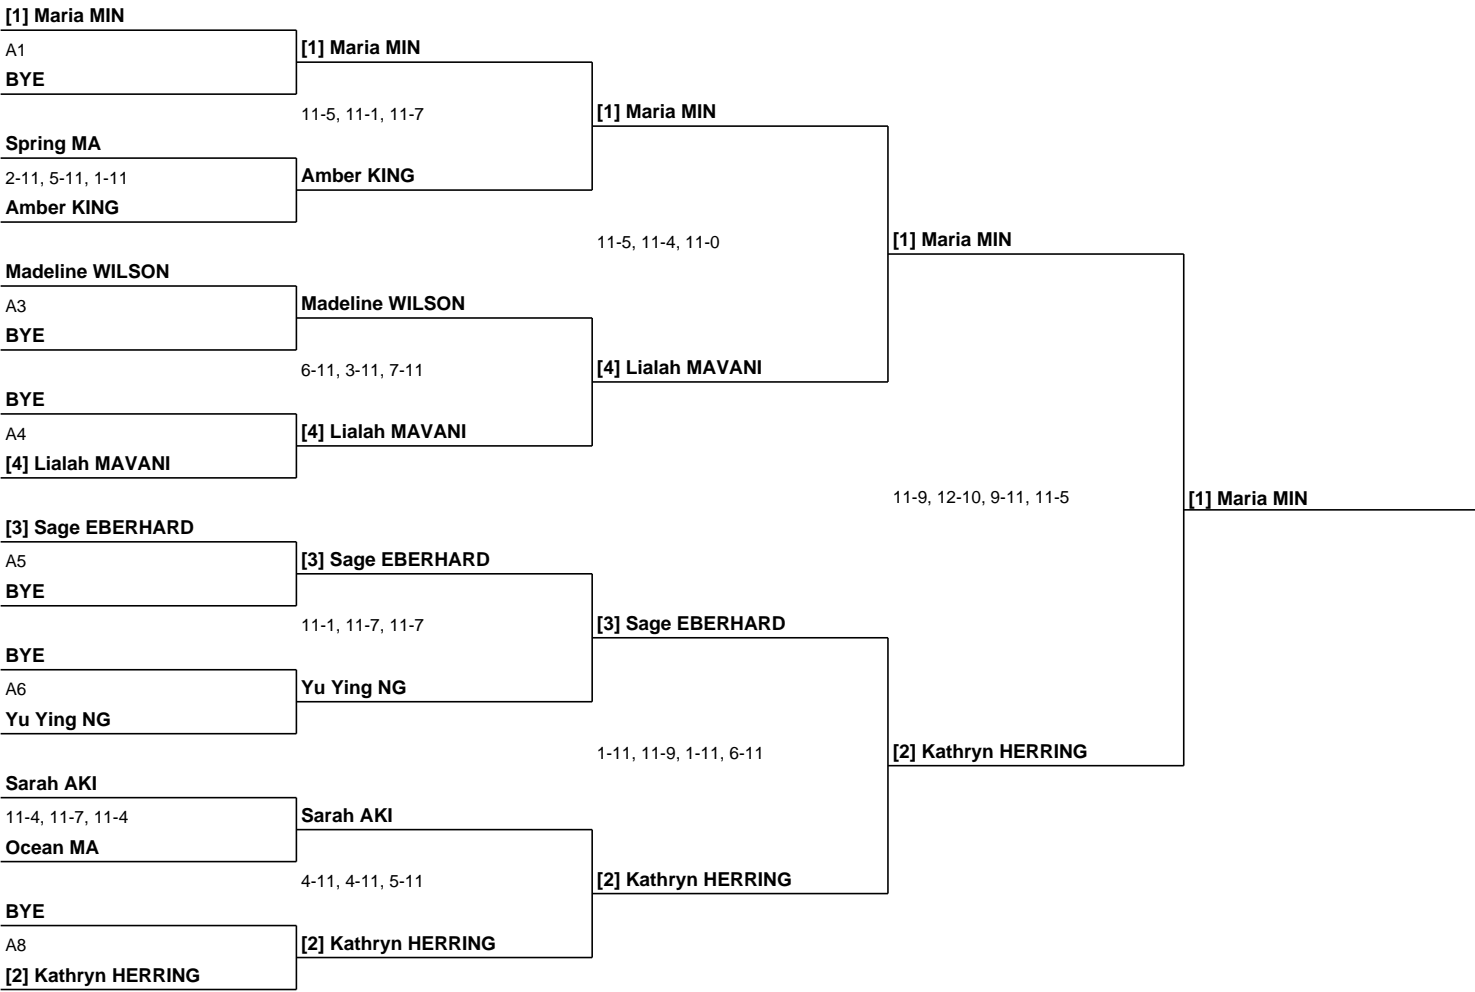 [1] Maria MIN
A1
BYE
Spring MA
2-11, 5-11, 1-11
Amber KING
Madeline WILSON
A3
BYE
BYE
A4
[4] Lialah MAVANI
[3] Sage EBERHARD
A5
BYE
BYE
A6
Yu Ying NG
Sarah AKI
11-4, 11-7, 11-4
Ocean MA
BYE
A8
[2] Kathryn HERRING
[1] Maria MIN
11-5, 11-1, 11-7
Amber KING
Madeline WILSON
6-11, 3-11, 7-11
[4] Lialah MAVANI
[3] Sage EBERHARD
11-1, 11-7, 11-7
Yu Ying NG
Sarah AKI
4-11, 4-11, 5-11
[2] Kathryn HERRING
[1] Maria MIN
11-5, 11-4, 11-0
[4] Lialah MAVANI
[3] Sage EBERHARD
1-11, 11-9, 1-11, 6-11
[2] Kathryn HERRING
[1] Maria MIN
11-9, 12-10, 9-11, 11-5
[2] Kathryn HERRING
[1] Maria MIN